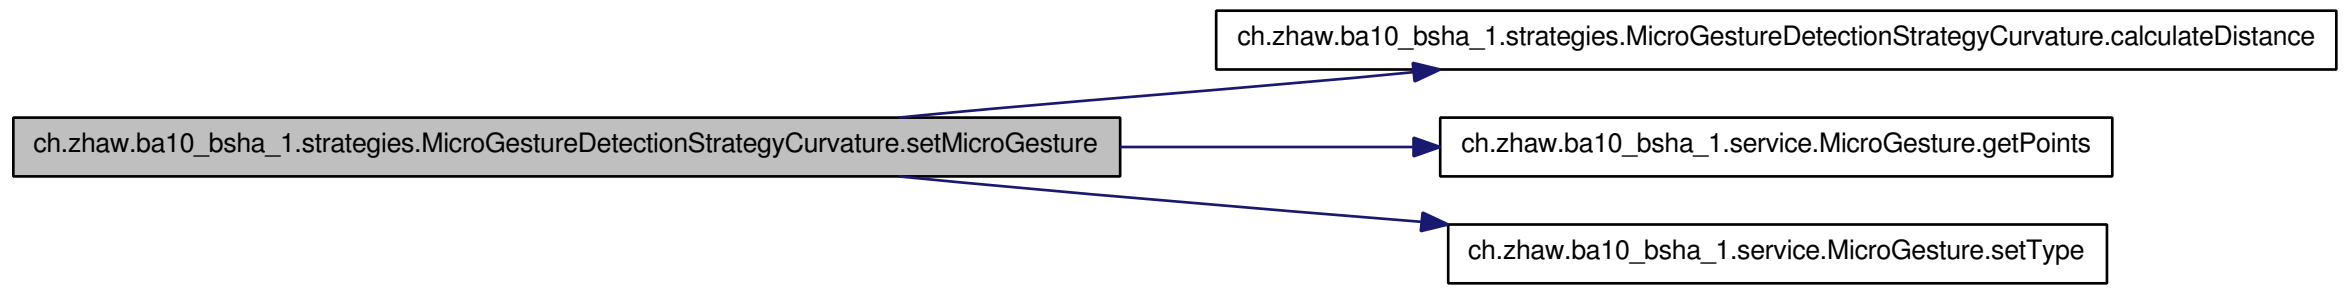 ch.zhaw.ba10_bsha_1.strategies.MicroGestureDetectionStrategyCurvature.calculateDistance
ch.zhaw.ba10_bsha_1.strategies.MicroGestureDetectionStrategyCurvature.setMicroGesture
ch.zhaw.ba10_bsha_1.service.MicroGesture.getPoints
ch.zhaw.ba10_bsha_1.service.MicroGesture.setType